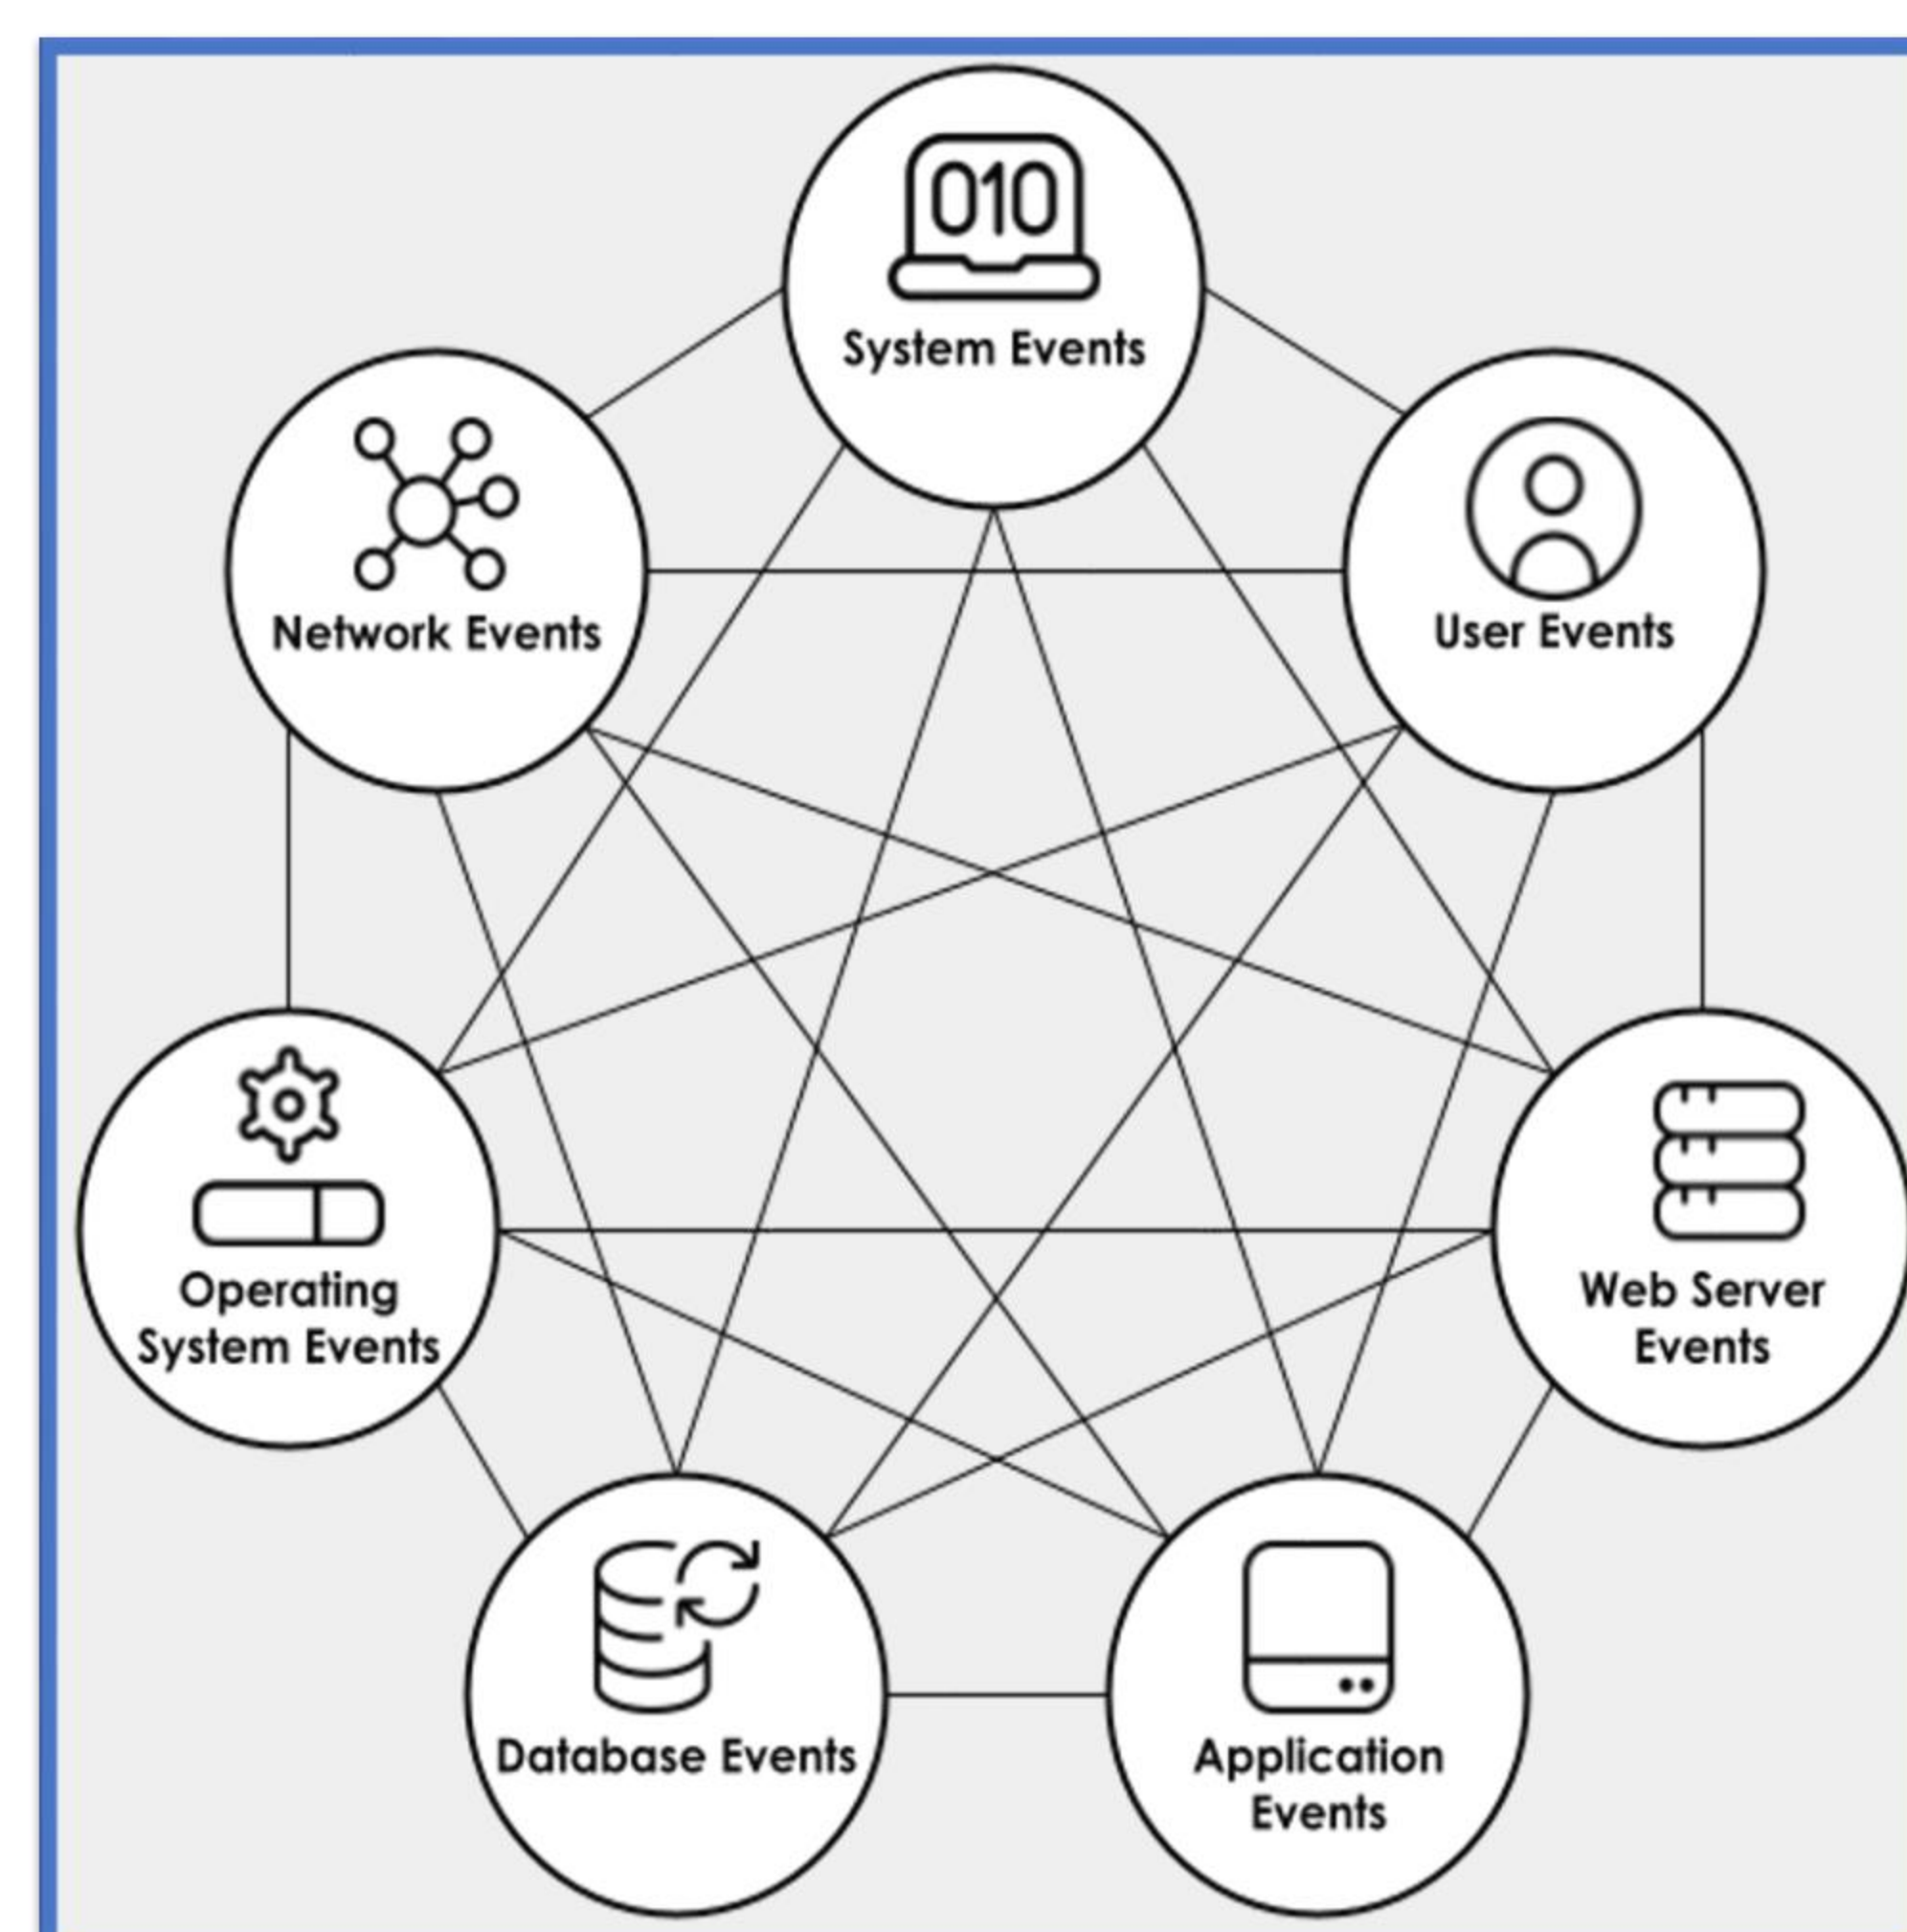 010
System Events
Network Events
User Events
Operating
System Events
Web Server
Events
Database Events
Application
Events